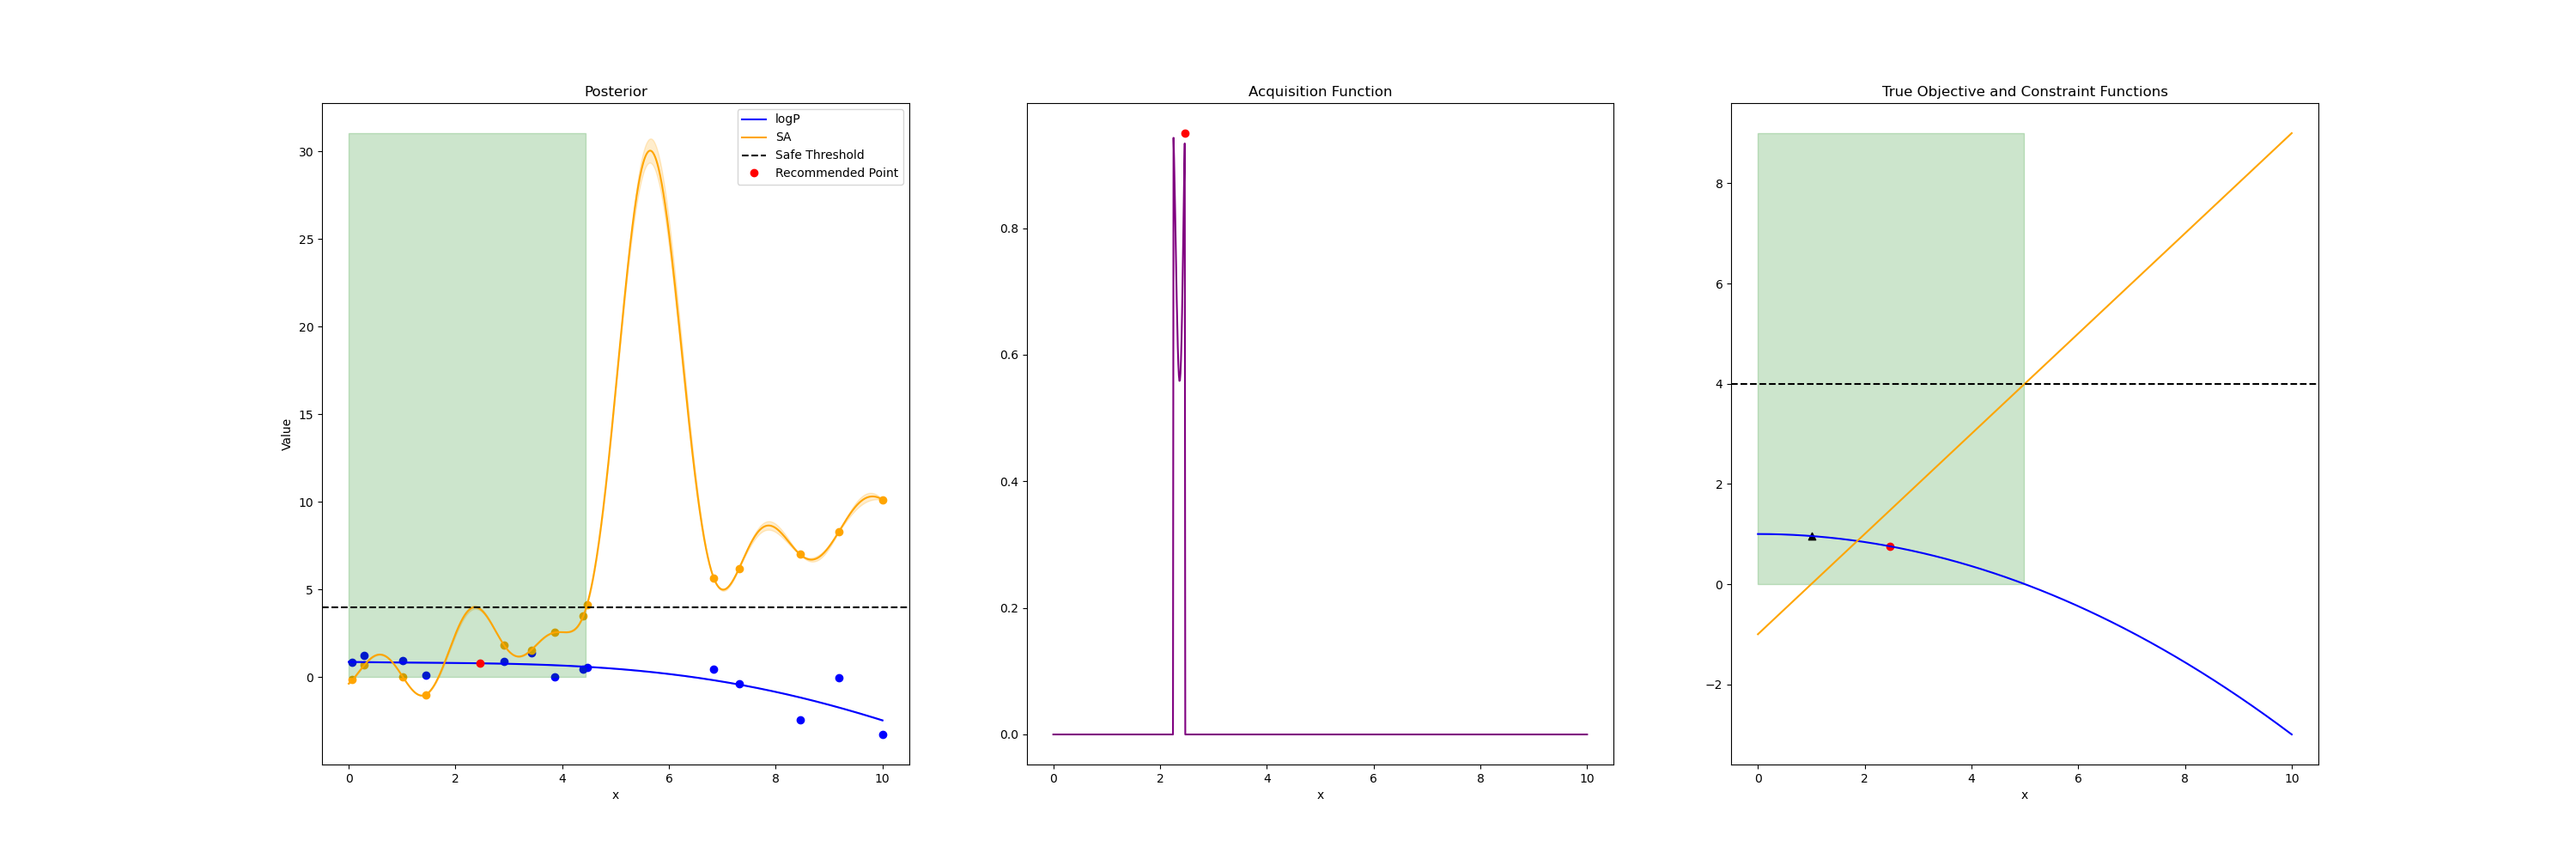 Posterior
logP
SA
Safe Threshold
Recommended Point
30
25
20
15
10
5
0
Value
0 2 4 6 8 10
x
Acquisition Function
0.8
0.6
0.4
0.2
0.0
0 2 4 6 8 10
x
True Objective and Constraint Functions
8
6
4
2
0
−2
0 2 4 6 8 10
x